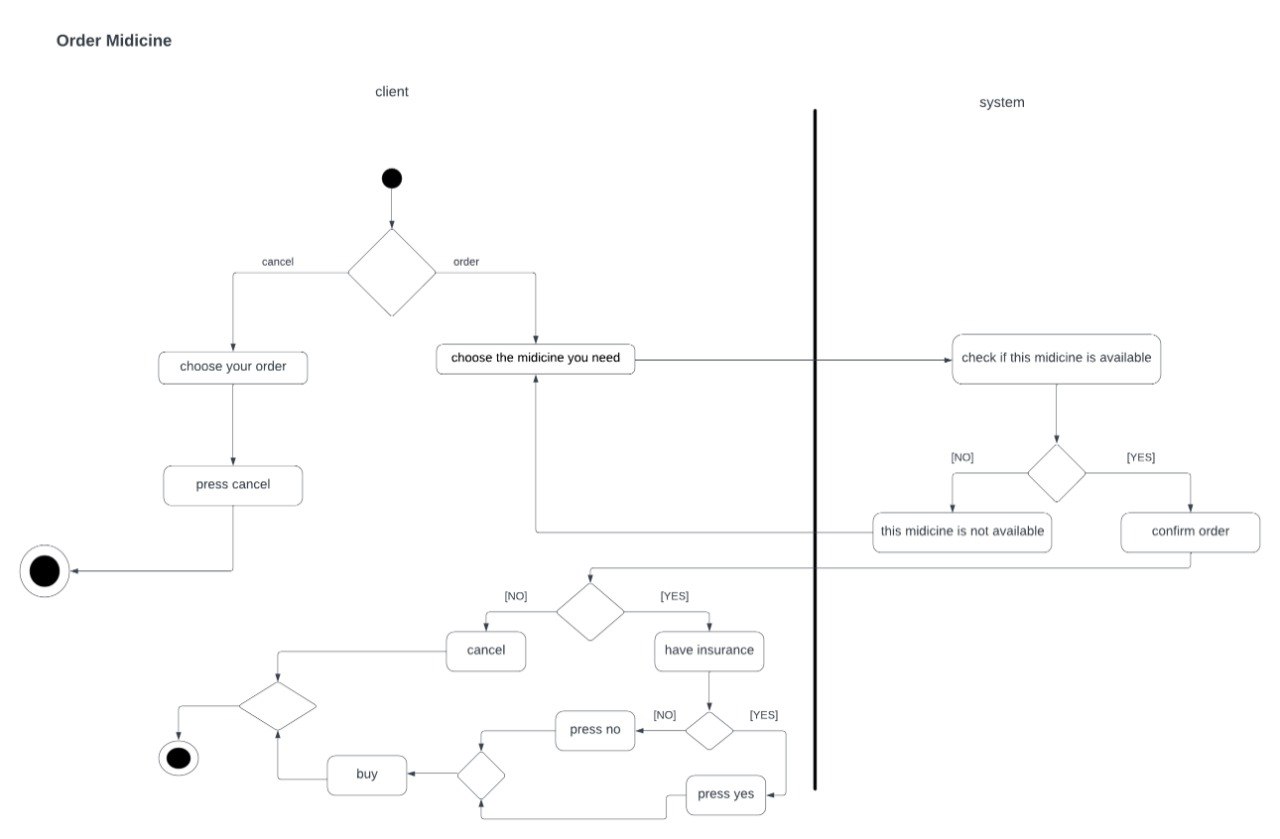 Order Midicine
client
system
cancel
order
choose your order
choose the midicine you need
check if this midicine is available
[NO]
[YES]
press cancel
this midicine is not available
confirm order
[NO]
[YES]
cancel
have insurance
[NO]
[YES]
press no
buy
press yes